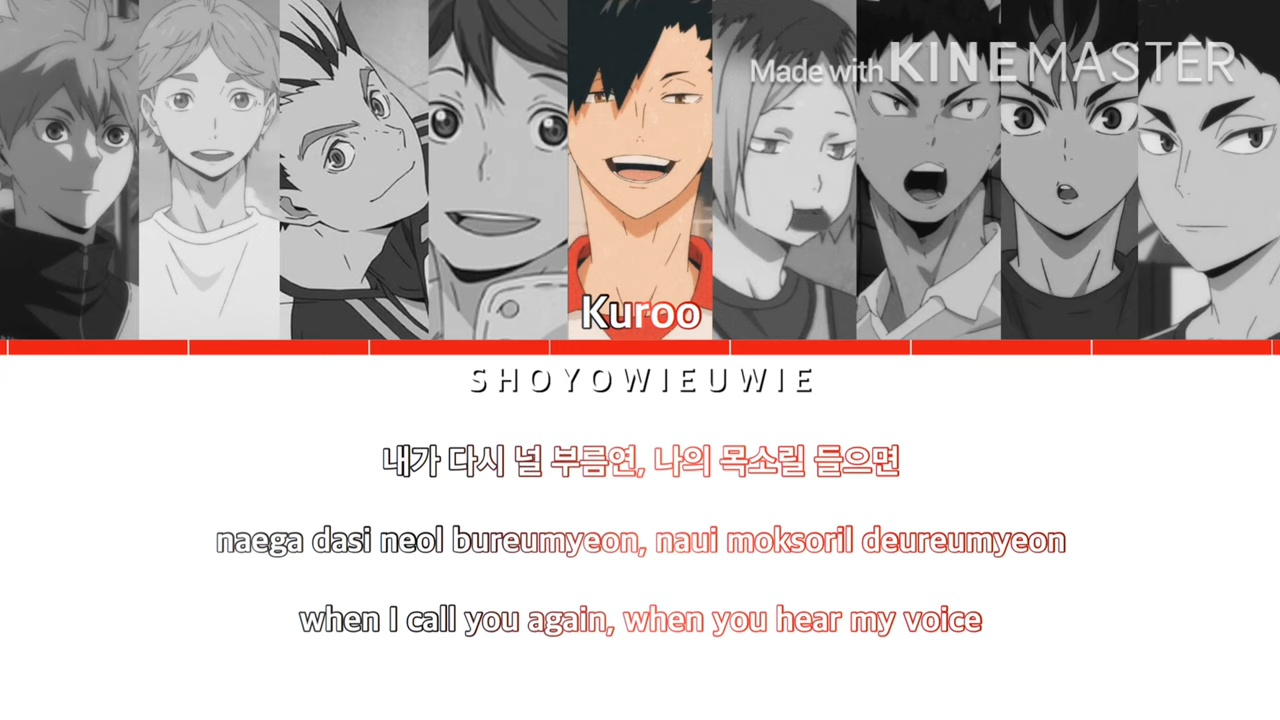 Made with KINEMASTER
Kuroo
SHOYOWIEUWIE
내가 다시 널 부름연, 나의 목소릴 들으면
naega dasi neol bureumyeon, naui moksoril deureumyeon
when I call you again, when you hear my voice